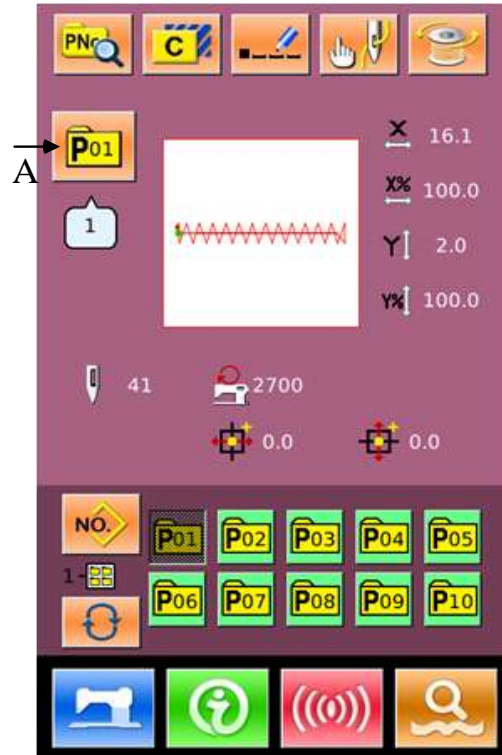 PNo
C
A
P01
1
X 16.1
X% 100.0
Y 2.0
Y% 100.0
41
2700
0.0
0.0
NO.
P01 P02 P03 P04 P05
1-
P06 P07 P08 P09 P10